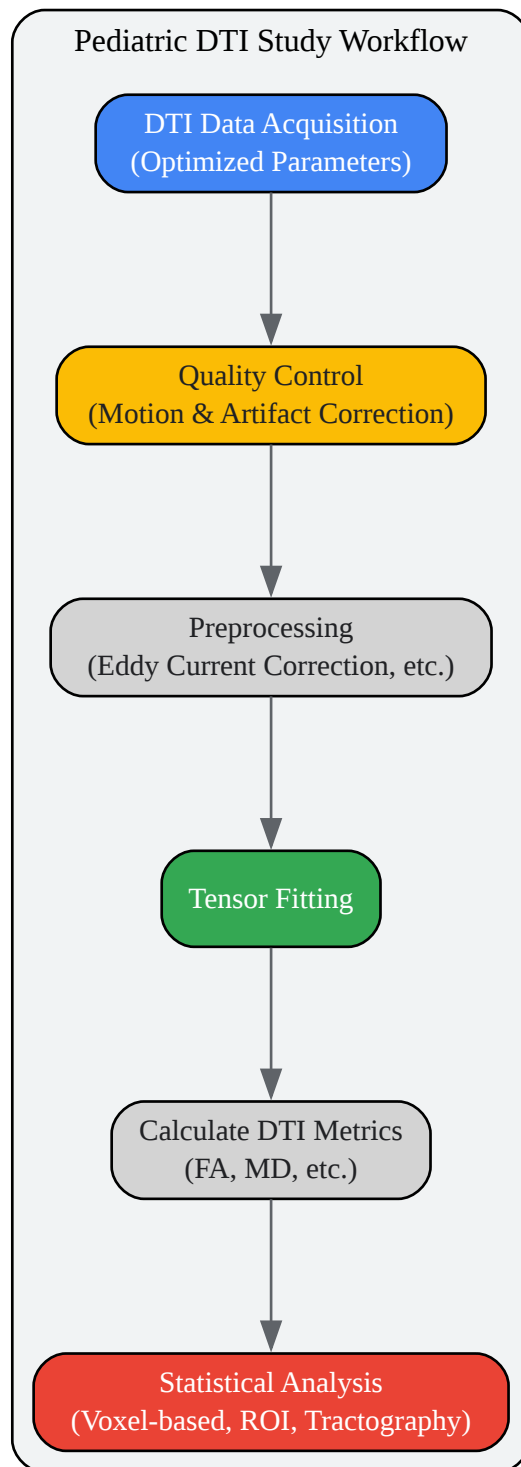 Pediatric DTI Study Workflow
DTI Data Acquisition
(Optimized Parameters)
Quality Control
(Motion & Artifact Correction)
Preprocessing
(Eddy Current Correction, etc.)
Tensor Fitting
Calculate DTI Metrics
(FA, MD, etc.)
Statistical Analysis
(Voxel-based, ROI, Tractography)